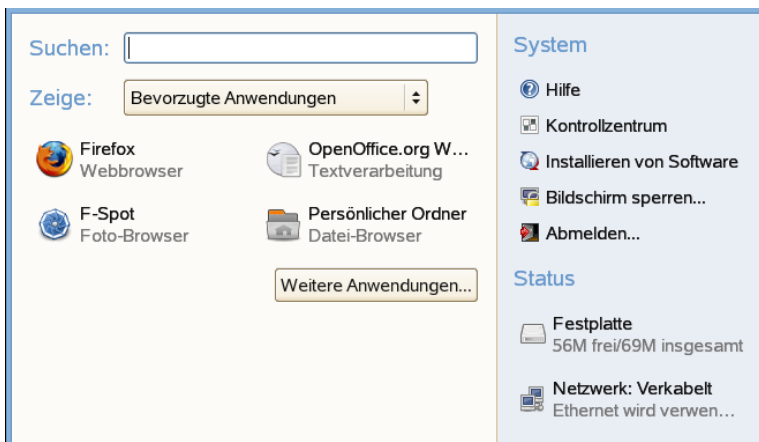 Suchen:
Zeige:
Bevorzugte Anwendungen
Firefox
Webbrowser
OpenOffice.org W...
Textverarbeitung
F-Spot
Foto-Browser
Persönlicher Ordner
Datei-Browser
Weitere Anwendungen...
System
Hilfe
Kontrollzentrum
Installieren von Software
Bildschirm sperren...
Abmelden...
Status
Festplatte
56M frei/69M insgesamt
Netzwerk: Verkabelt
Ethernet wird verwen...